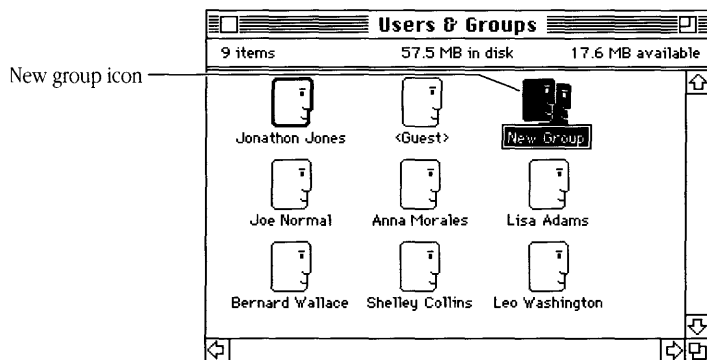 Users & Groups
9 items 57.5 MB in disk 17.6 MB available
New group icon
Jonathon Jones <Guest> New Group
Joe Normal Anna Morales Lisa Adams
Bernard Wallace Shelley Collins Leo Washington